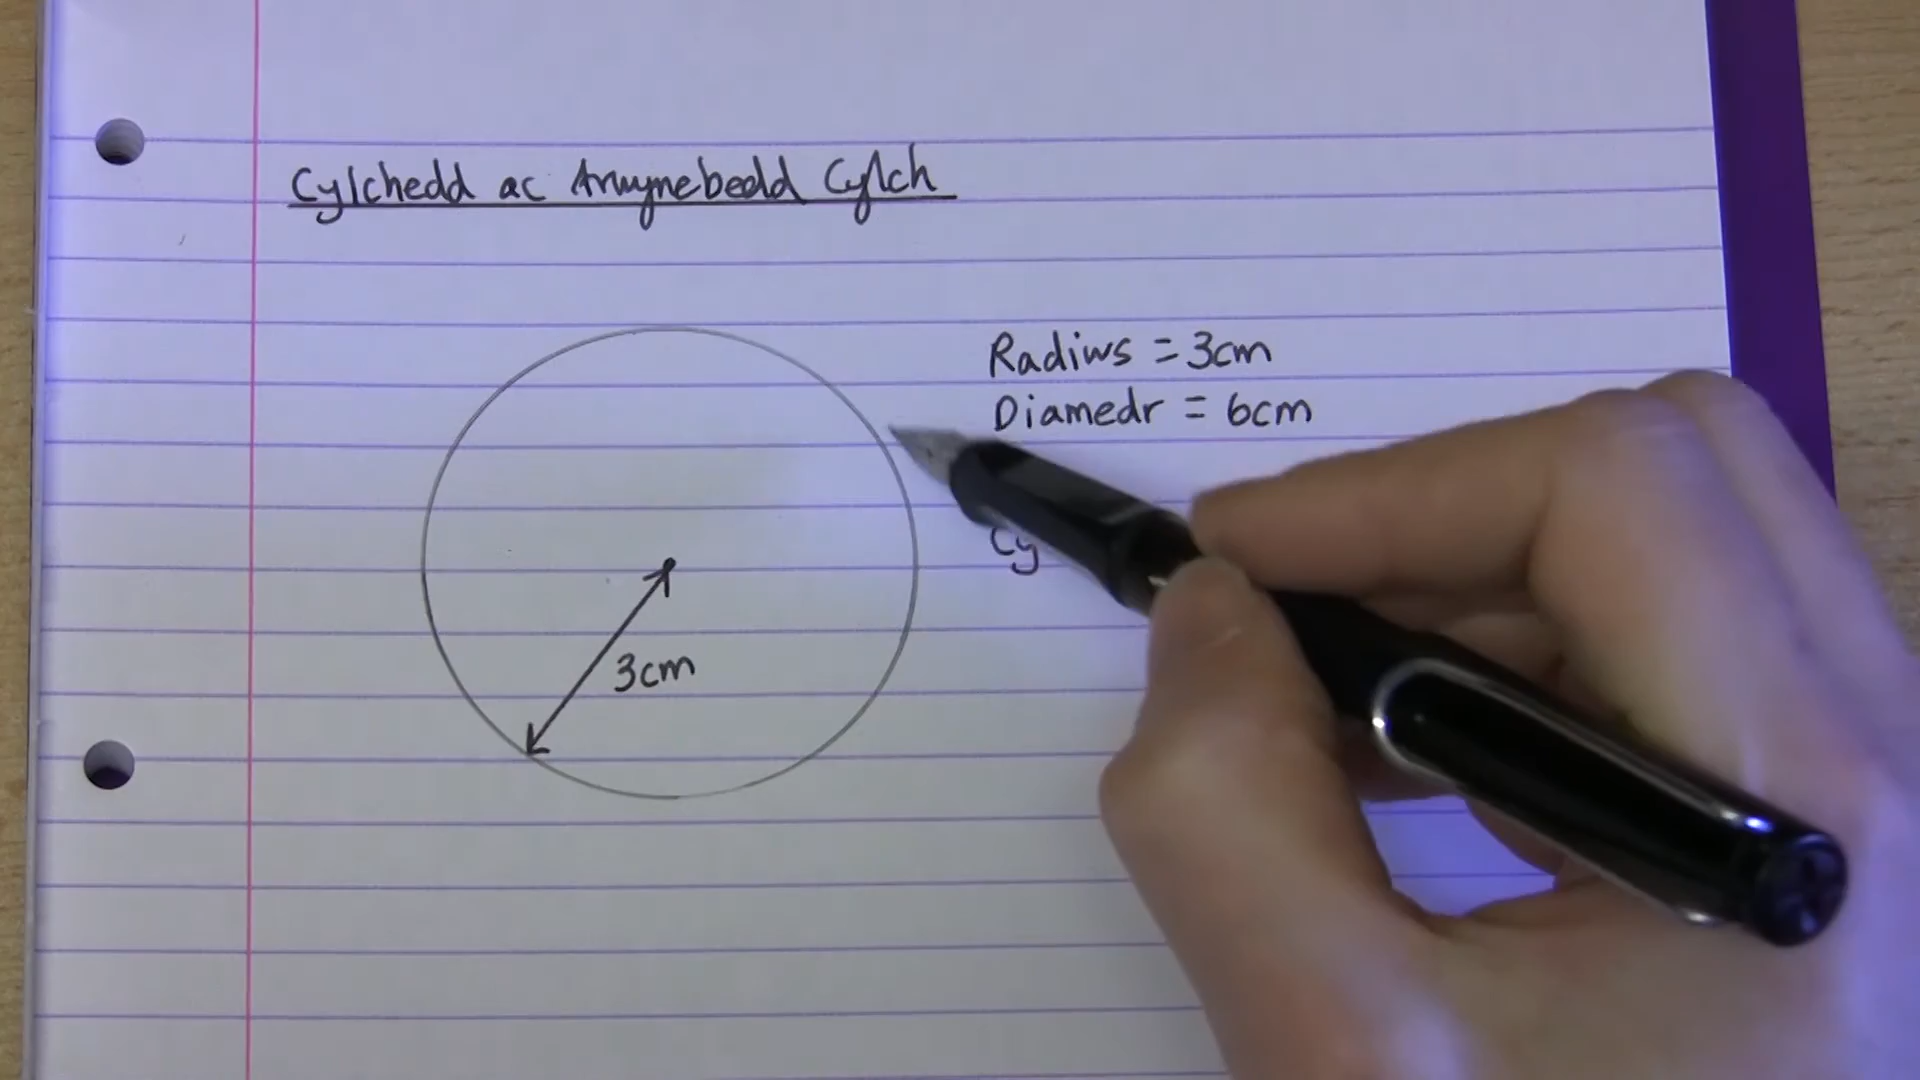 Cylchedd ac Arwynebedd Cylch
Radiws = 3cm
Diamedr = 6cm
Cy
3cm